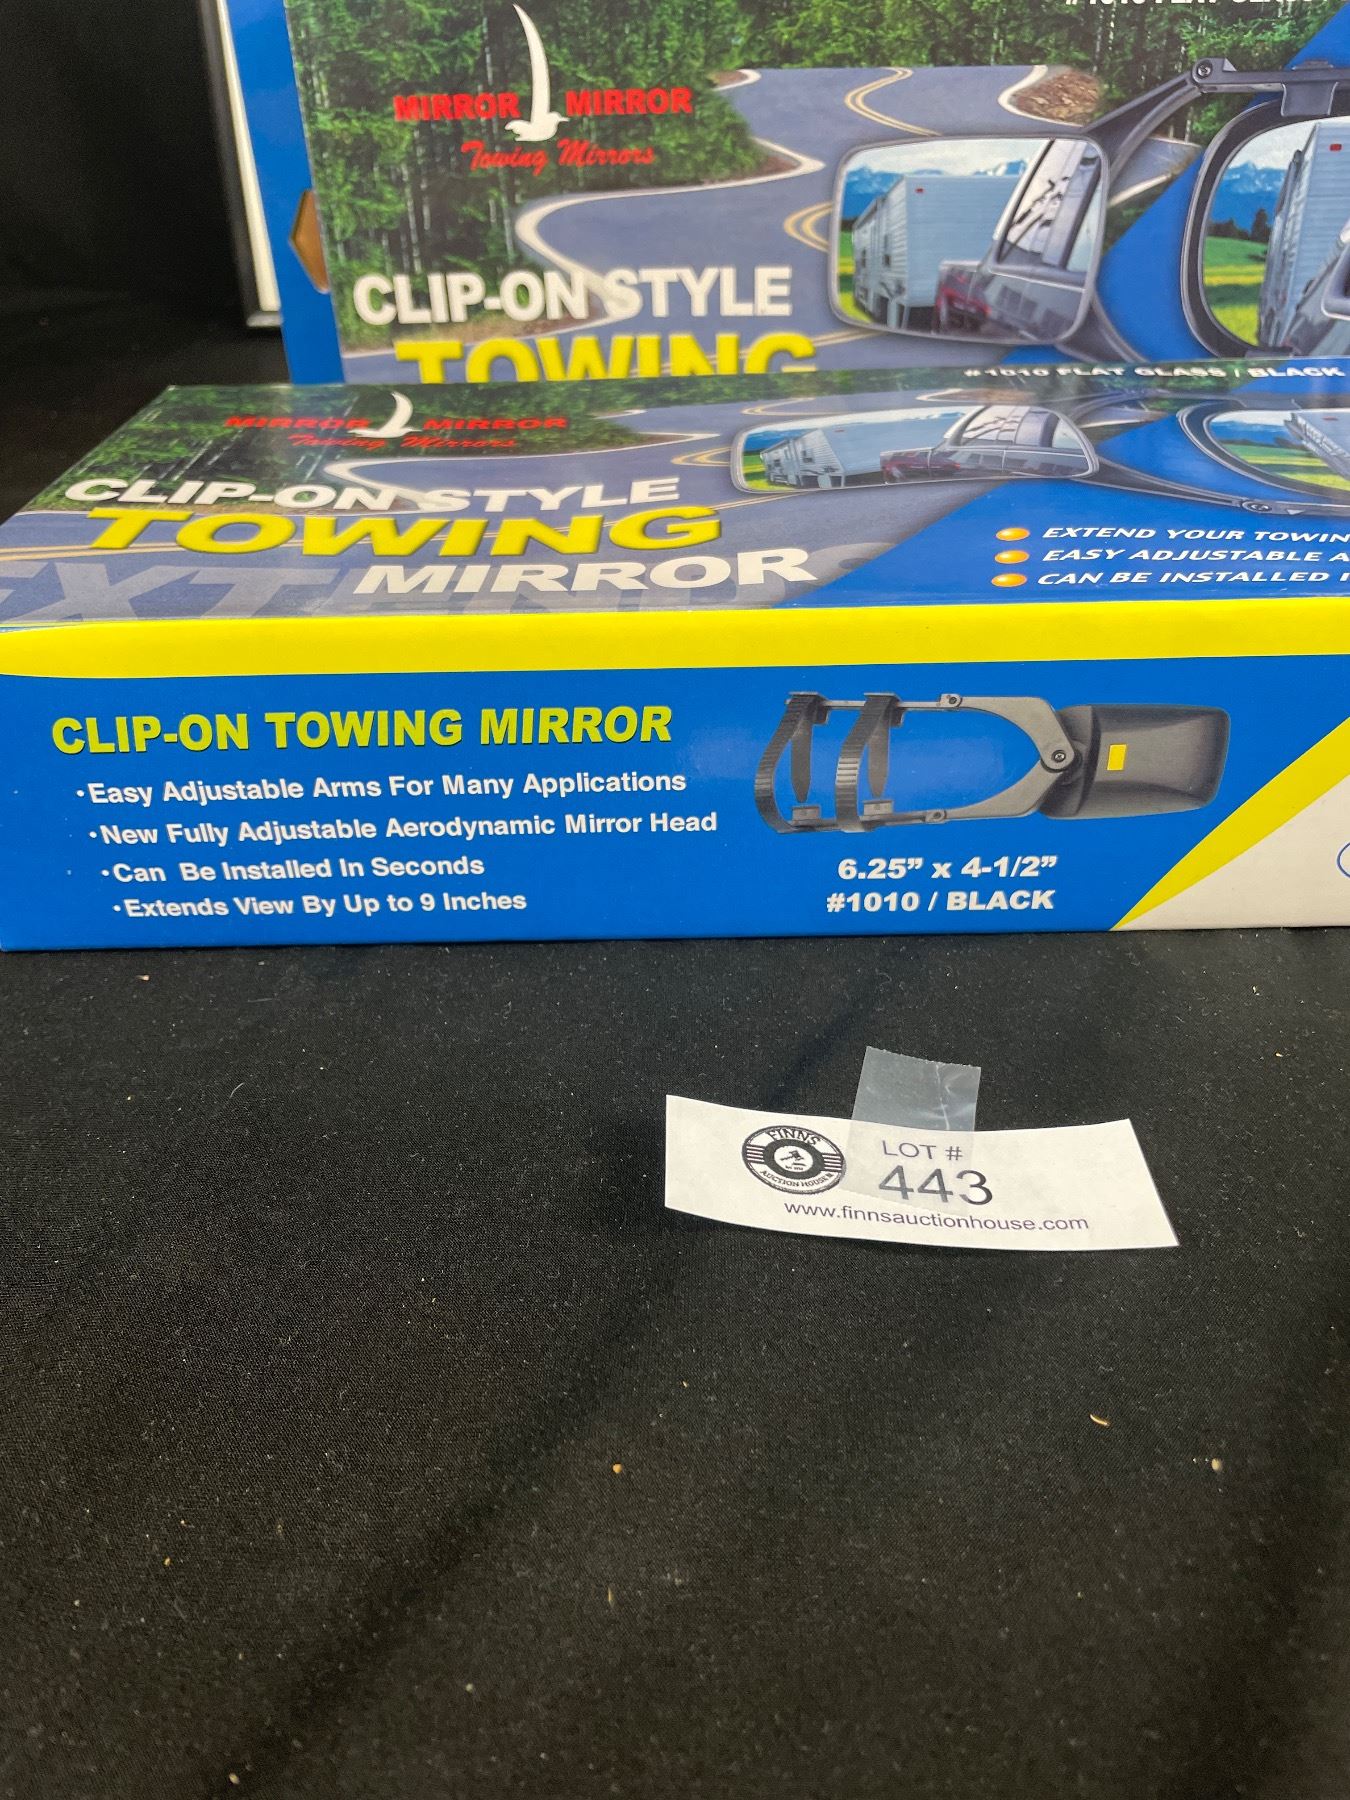 MIRROR MIRROR
Towing Mirrors
CLIP-ON STYLE
TOWING
#1010 FLAT GLASS / BLACK
MIRROR MIRROR
Towing Mirrors
CLIP-ON STYLE
TOWING
MIRROR
EXTEND
EXTEND YOUR TOWIN
EASY ADJUSTABLE A
CAN BE INSTALLED I
CLIP-ON TOWING MIRROR
•Easy Adjustable Arms For Many Applications
•New Fully Adjustable Aerodynamic Mirror Head
•Can Be Installed In Seconds
•Extends View By Up to 9 Inches
6.25” x 4-1/2”
#1010 / BLACK
FINNS
AUCTION HOUSE
LOT #
443
www.finnsauctionhouse.com